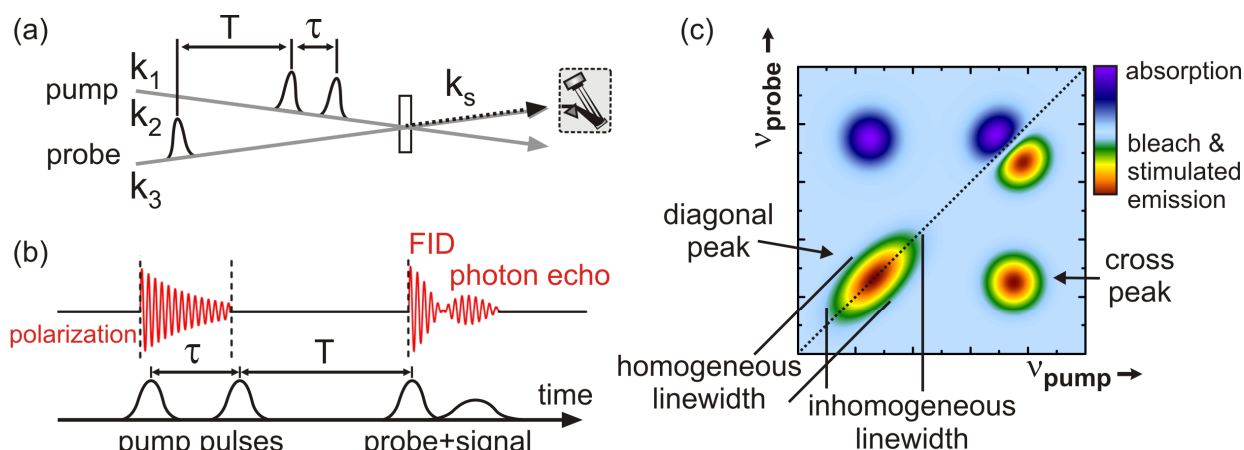 (a)
T
τ
k1
pump
k2
probe
k3
ks
(b)
FID
photon echo
polarization
τ
T
time
pump pulses
probe+signal
(c)
νprobe
absorption
bleach &
stimulated
emission
diagonal
peak
cross
peak
homogeneous
linewidth
inhomogeneous
linewidth
νpump